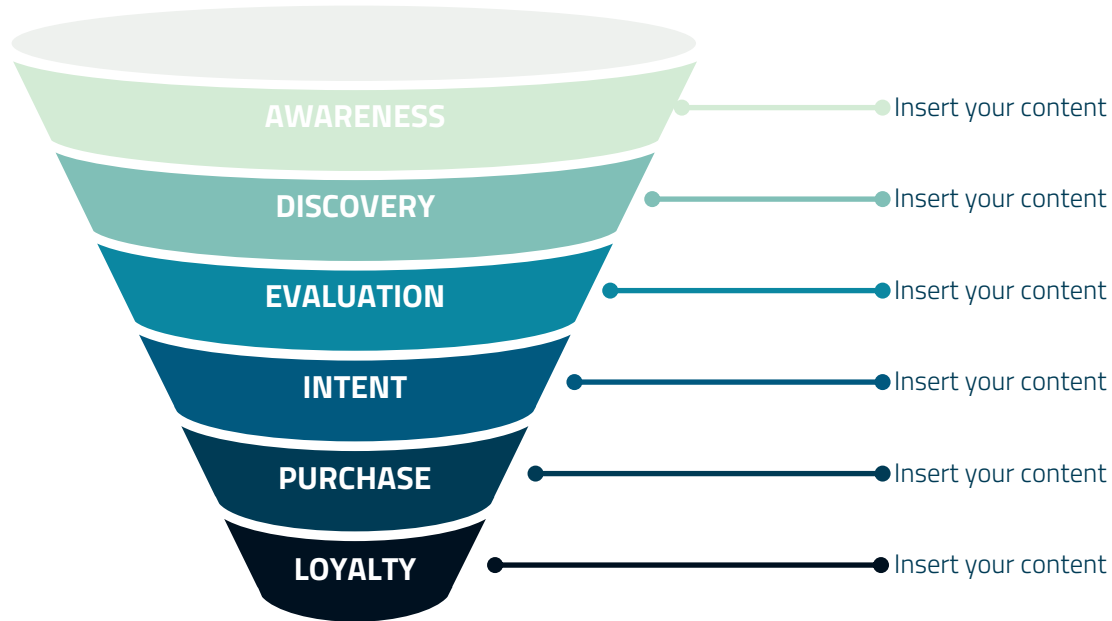 AWARENESS
Insert your content
DISCOVERY
Insert your content
EVALUATION
Insert your content
INTENT
Insert your content
PURCHASE
Insert your content
LOYALTY
Insert your content